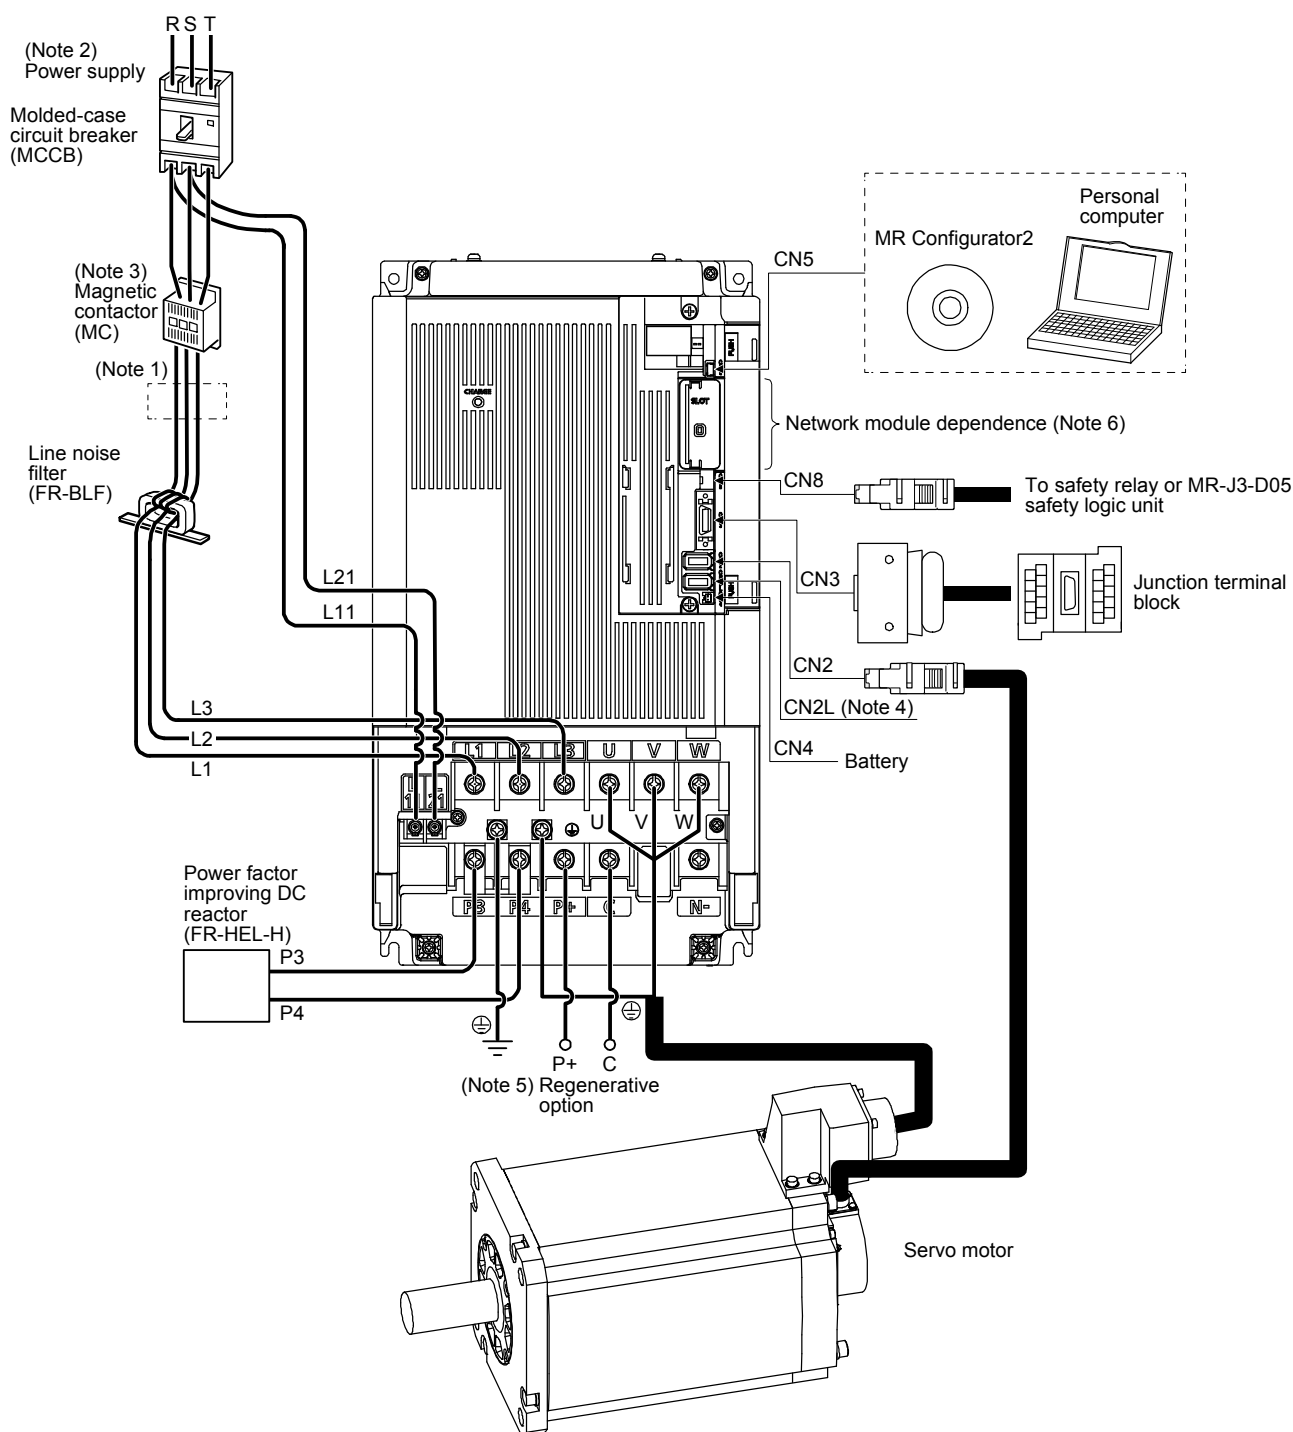 R S T
(Note 2)
Power supply
Molded-case
circuit breaker
(MCCB)
Personal
computer
MR Configurator2
CN5
(Note 3)
Magnetic
contactor
(MC)
PUSH
(Note 1)
CHARGE
SLOT
Network module dependence (Note 6)
Line noise
filter
(FR-BLF)
CN8
To safety relay or MR-J3-D05
safety logic unit
L21
CN3
Junction terminal
block
PUSH
L11
CN2
CN2L (Note 4)
L3
L2
L1
CN4
Battery
L1 L2 L3 U V W
U V W
Power factor
improving DC
reactor
(FR-HEL-H)
P3 P4 P+ C N-
P3
P4
P+ C
(Note 5) Regenerative
option
Servo motor